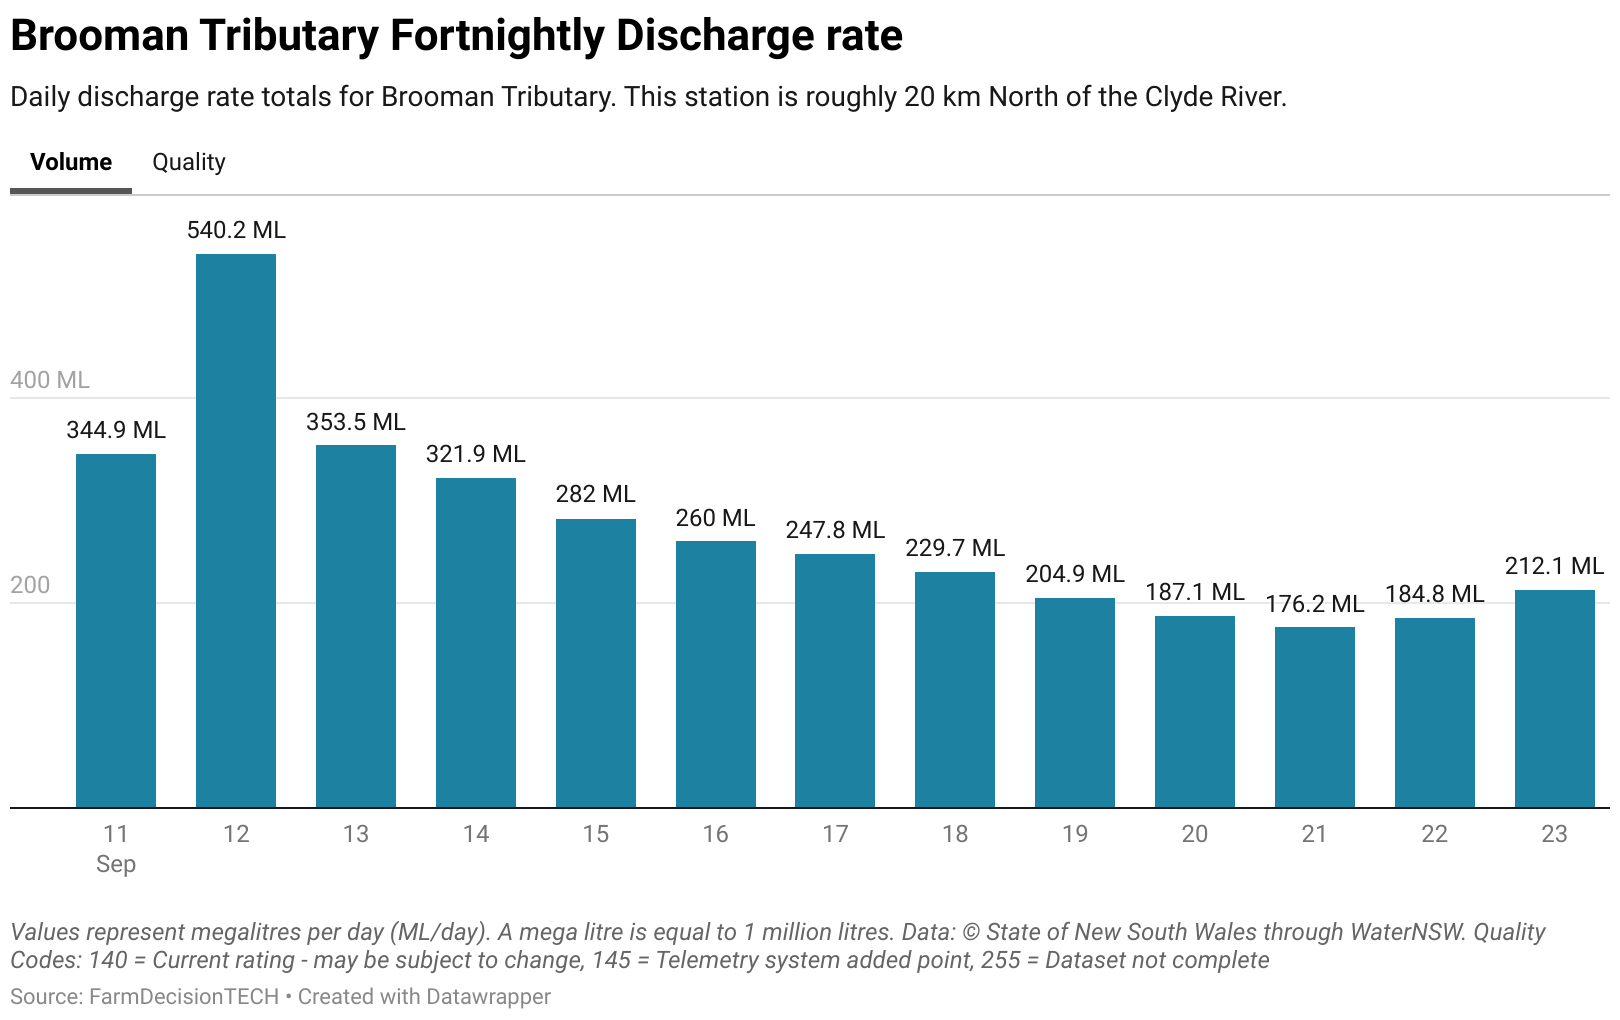 Brooman Tributary Fortnightly Discharge rate
Daily discharge rate totals for Brooman Tributary. This station is roughly 20 km North of the Clyde River.
Volume Quality
540.2 ML
400 ML
344.9 ML
353.5 ML
321.9 ML
282 ML
260 ML
247.8 ML
229.7 ML
204.9 ML
187.1 ML
176.2 ML
184.8 ML
212.1 ML
200
11 12 13 14 15 16 17 18 19 20 21 22 23
Sep
Values represent megalitres per day (ML/day). A mega litre is equal to 1 million litres. Data: © State of New South Wales through WaterNSW. Quality
Codes: 140 = Current rating - may be subject to change, 145 = Telemetry system added point, 255 = Dataset not complete
Source: FarmDecisionTECH • Created with Datawrapper